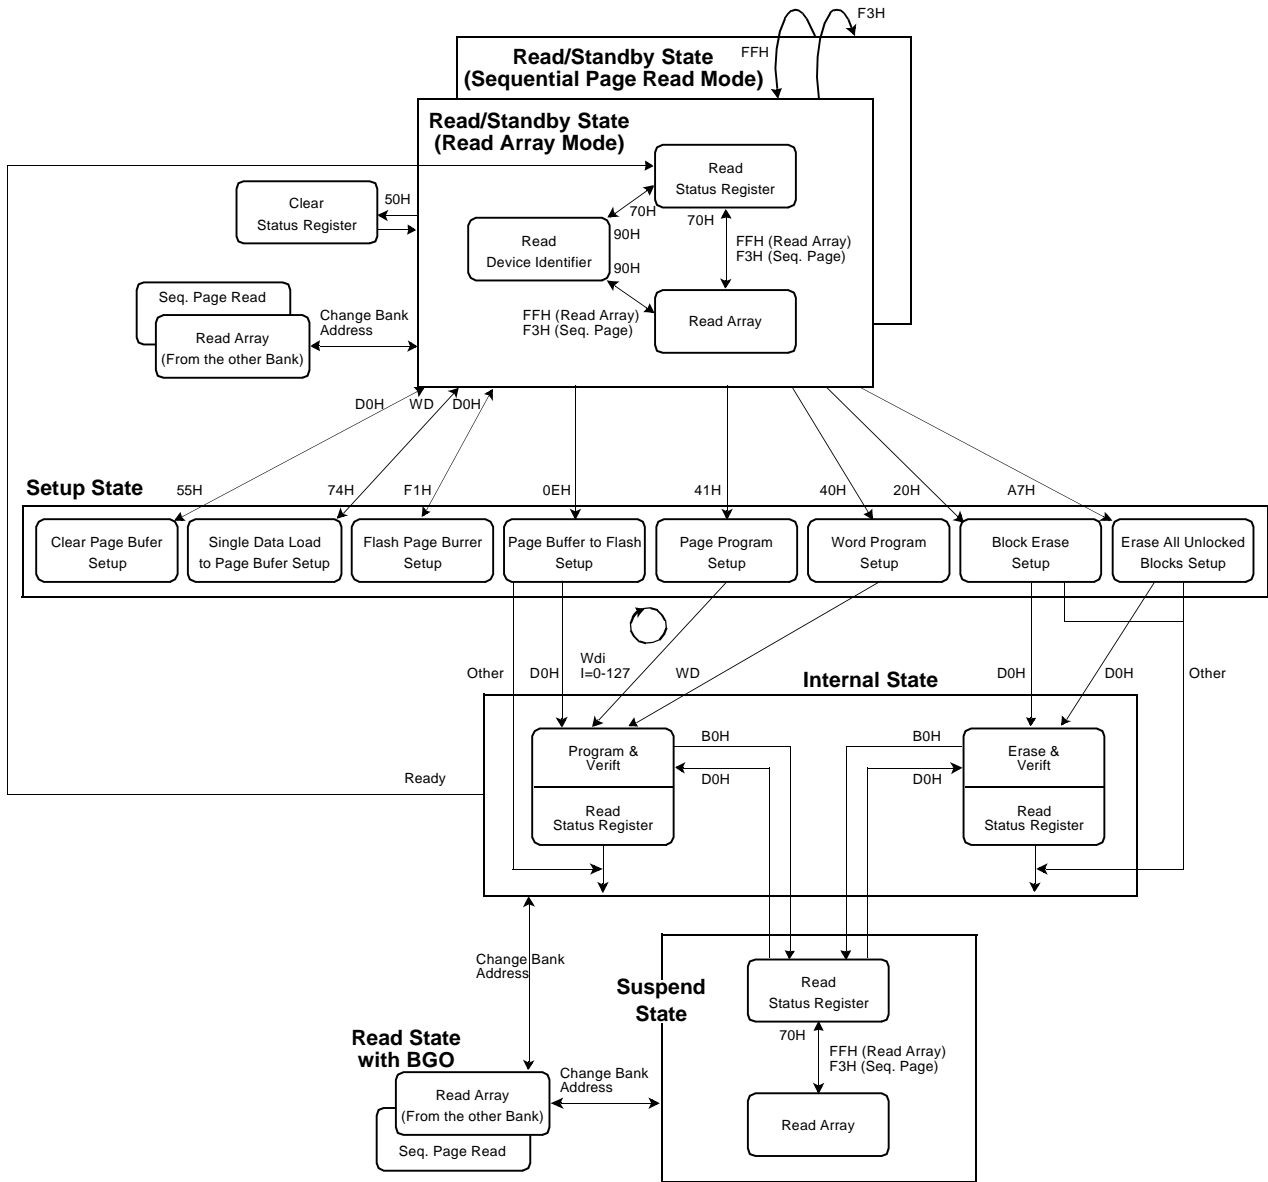 F3H
FFH
Read/Standby State
(Sequential Page Read Mode)
Read/Standby State
(Read Array Mode)
Read
Status Register
Clear
Status Register
50H
70H
70H
90H
Read
Device Identifier
FFH (Read Array)
F3H (Seq. Page)
90H
Seq. Page Read
Read Array
(From the other Bank)
Change Bank
Address
FFH (Read Array)
F3H (Seq. Page)
Read Array
D0H
WD
D0H
Setup State
55H
74H
F1H
0EH
41H
40H
20H
A7H
Clear Page Bufer
Setup
Single Data Load
to Page Bufer Setup
Flash Page Burrer
Setup
Page Buffer to Flash
Setup
Page Program
Setup
Word Program
Setup
Block Erase
Setup
Erase All Unlocked
Blocks Setup
Other
D0H
Wdi
I=0-127
WD
Internal State
D0H
D0H
Other
Program &
Verift
Read
Status Register
B0H
D0H
B0H
D0H
Erase &
Verift
Read
Status Register
Ready
Change Bank
Address
Suspend
State
Read
Status Register
70H
FFH (Read Array)
F3H (Seq. Page)
Read Array
Read State
with BGO
Read Array
(From the other Bank)
Seq. Page Read
Change Bank
Address